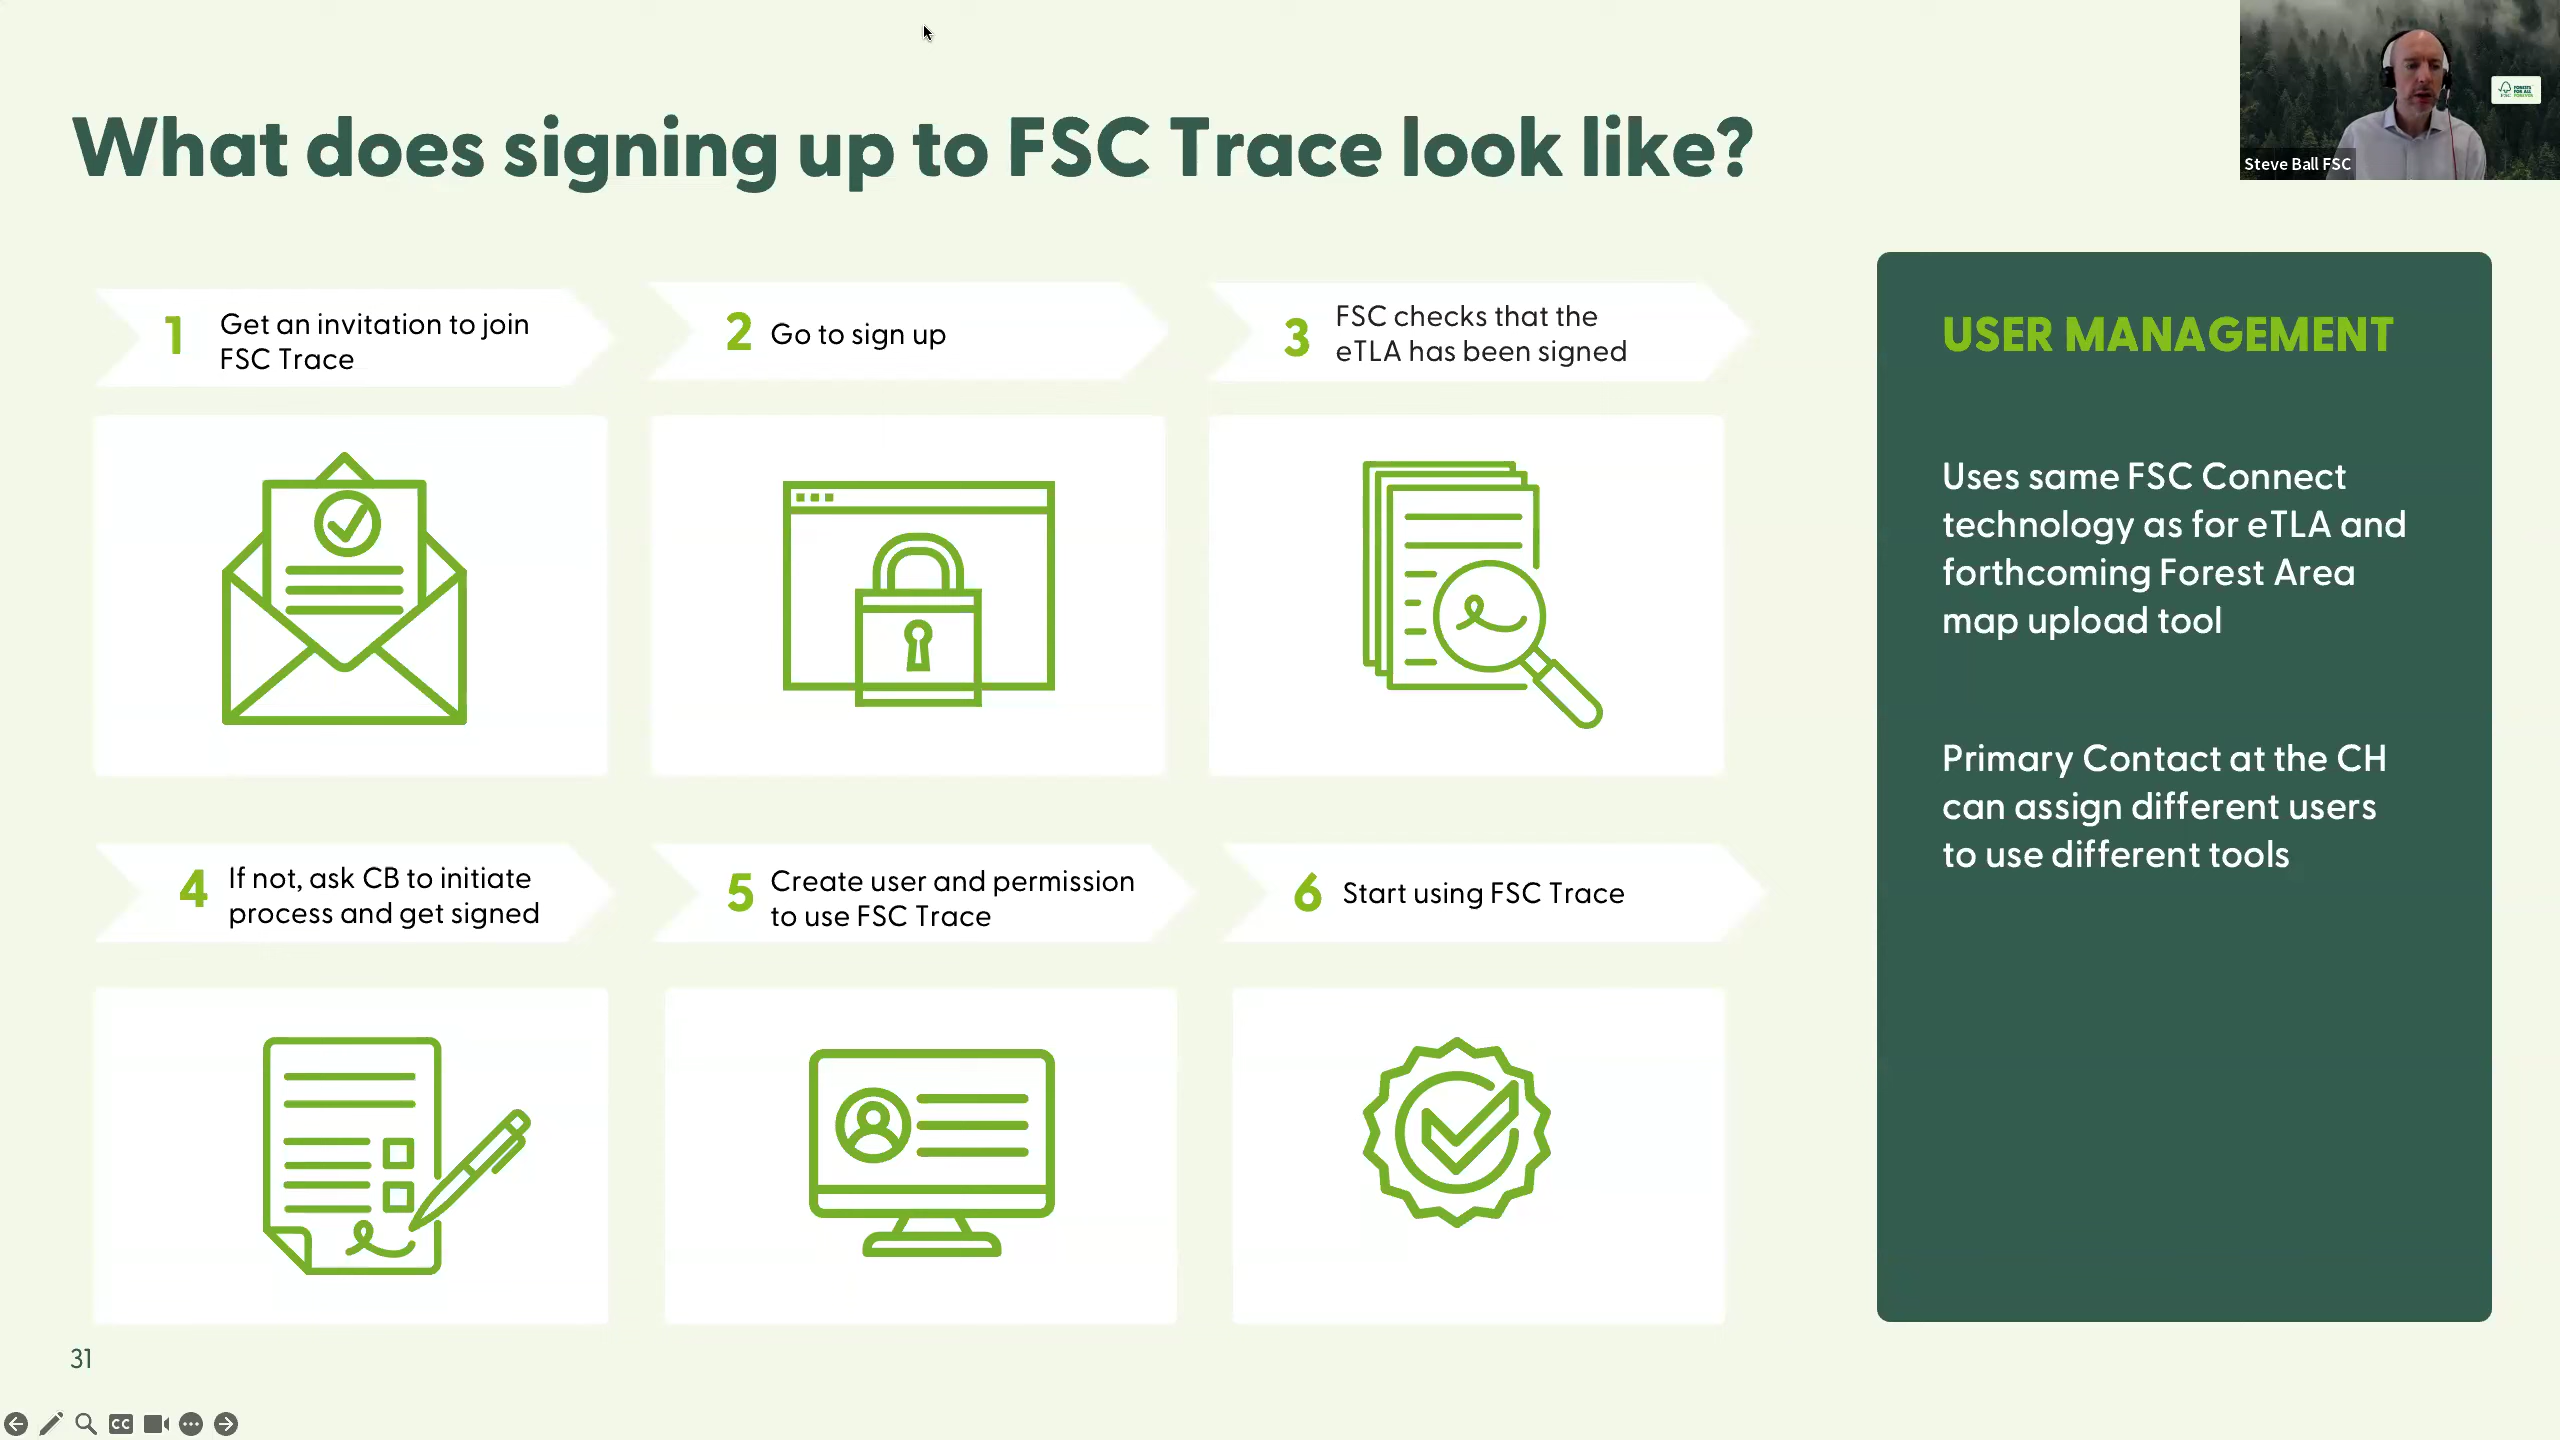 What does signing up to FSC Trace look like?
Steve Ball FSC
1
Get an invitation to join
FSC Trace
2
Go to sign up
3
FSC checks that the
eTLA has been signed
4
If not, ask CB to initiate
process and get signed
5
Create user and permission
to use FSC Trace
6
Start using FSC Trace
USER MANAGEMENT
Uses same FSC Connect
technology as for eTLA and
forthcoming Forest Area
map upload tool
Primary Contact at the CH
can assign different users
to use different tools
31
CC